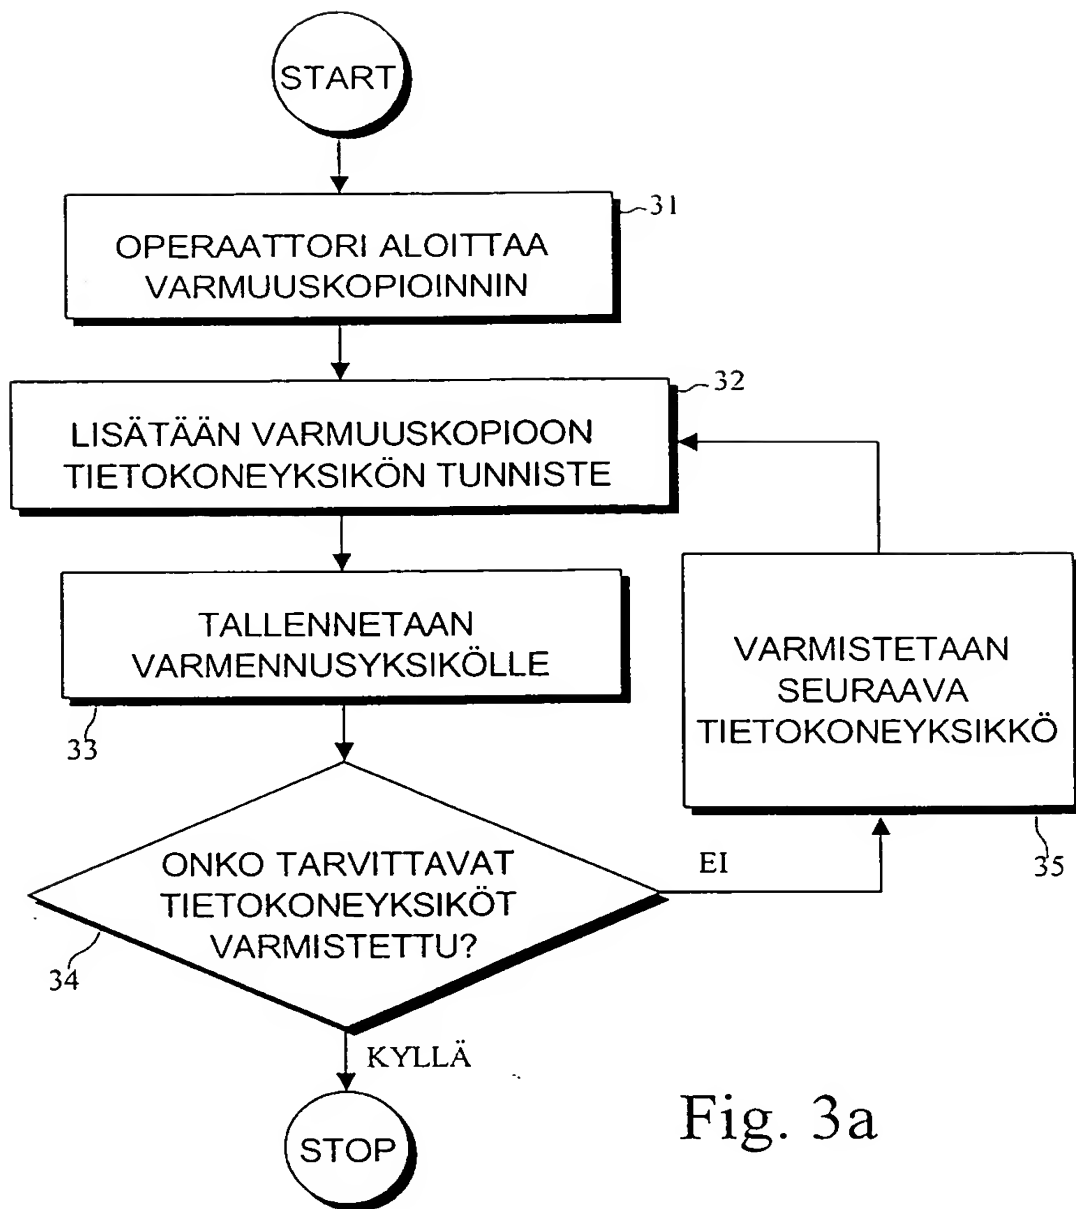 START
31
OPERAATTORI ALOITTAA
VARMUUSKOPIOINNIN
32
LISÄTÄÄN VARMUUSKOPIOON
TIETOKONEYKSIKÖN TUNNISTE
TALLENNETAAN
VARMENNUSYKSIKÖLLE
33
VARMISTETAAN
SEURAAVA
TIETOKONEYKSIKKÖ
35
ONKO TARVITTAVAT
TIETOKONEYKSIKÖT
VARMISTETTU?
34
EI
KYLLÄ
STOP
Fig. 3a